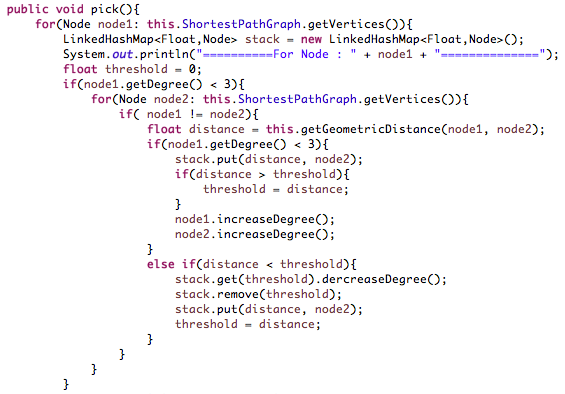 public void pick(){
    for(Node node1: this.ShortestPathGraph.getVertices()){
        LinkedHashMap<Float,Node> stack = new LinkedHashMap<Float,Node>();
        System.out.println("==========For Node : " + node1 + "==============");
        float threshold = 0;
        if(node1.getDegree() < 3){
            for(Node node2: this.ShortestPathGraph.getVertices()){
                if( node1 != node2){
                    float distance = this.getGeometricDistance(node1, node2);
                    if(node1.getDegree() < 3){
                        stack.put(distance, node2);
                        if(distance > threshold){
                            threshold = distance;
                        }
                        node1.increaseDegree();
                        node2.increaseDegree();
                    }
                    else if(distance < threshold){
                        stack.get(threshold).dercreaseDegree();
                        stack.remove(threshold);
                        stack.put(distance, node2);
                        threshold = distance;
                    }
                }
            }
        }